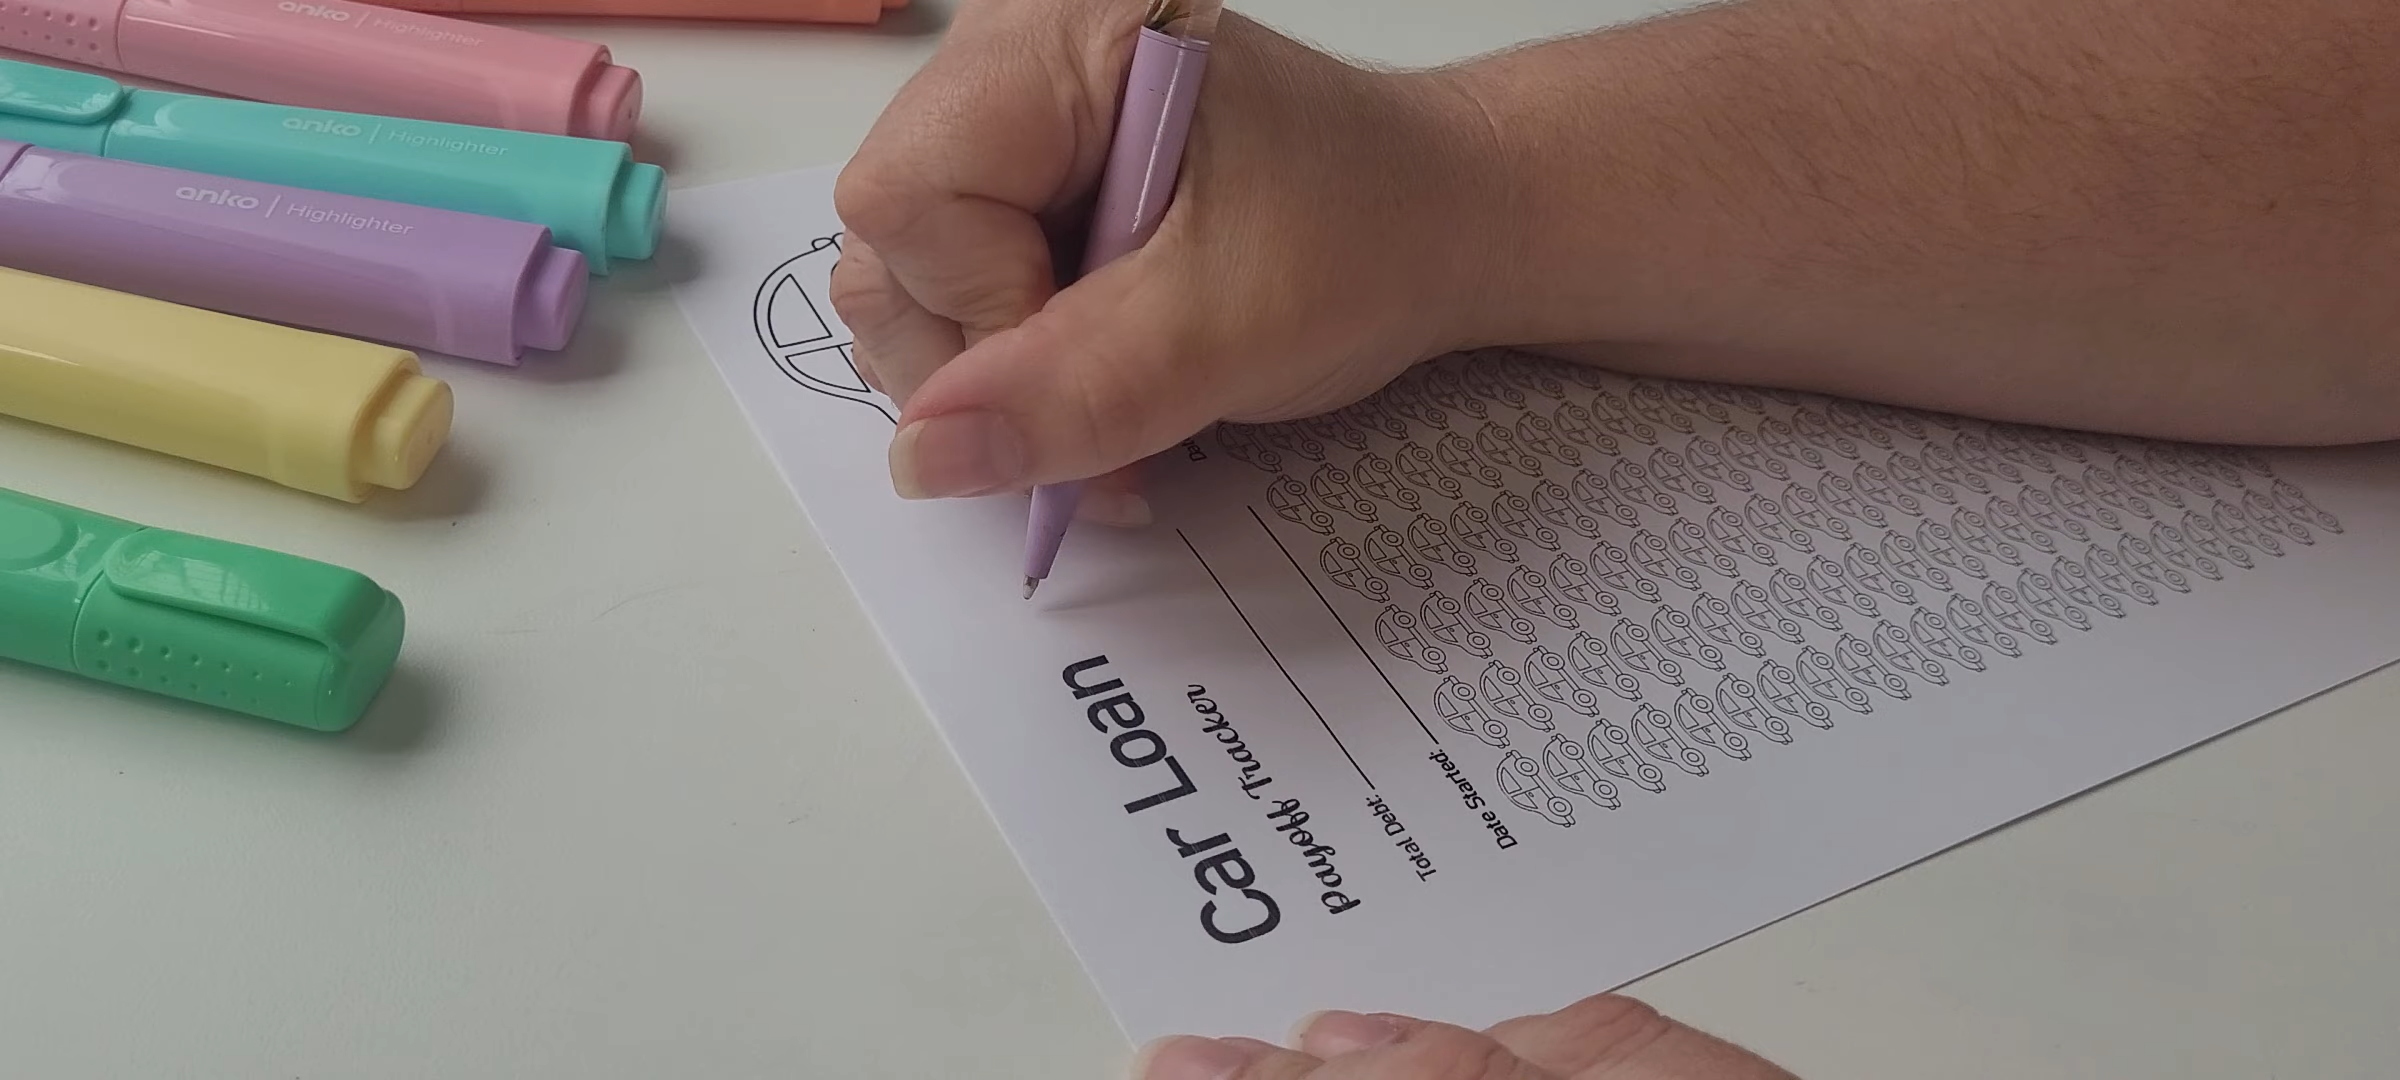 anko | Highlighter
anko | Highlighter
anko | Highlighter
Car Loan
Payoff Tracker
Total Debt:
Date Started: